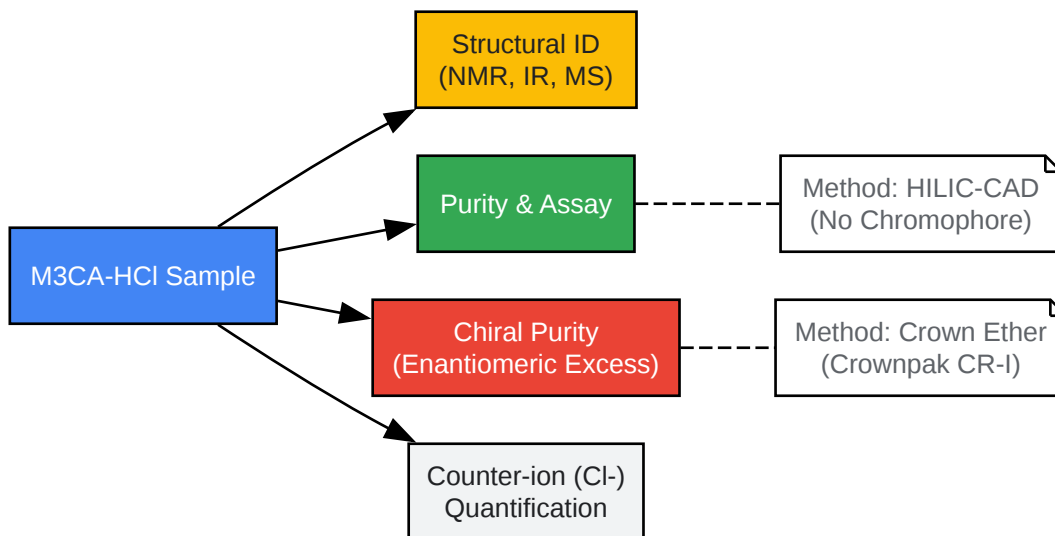 Structural ID
(NMR, IR, MS)
Purity & Assay
Method: HILIC-CAD
(No Chromophore)
M3CA-HCl Sample
Chiral Purity
(Enantiomeric Excess)
Method: Crown Ether
(Crownpak CR-I)
Counter-ion (Cl-)
Quantification